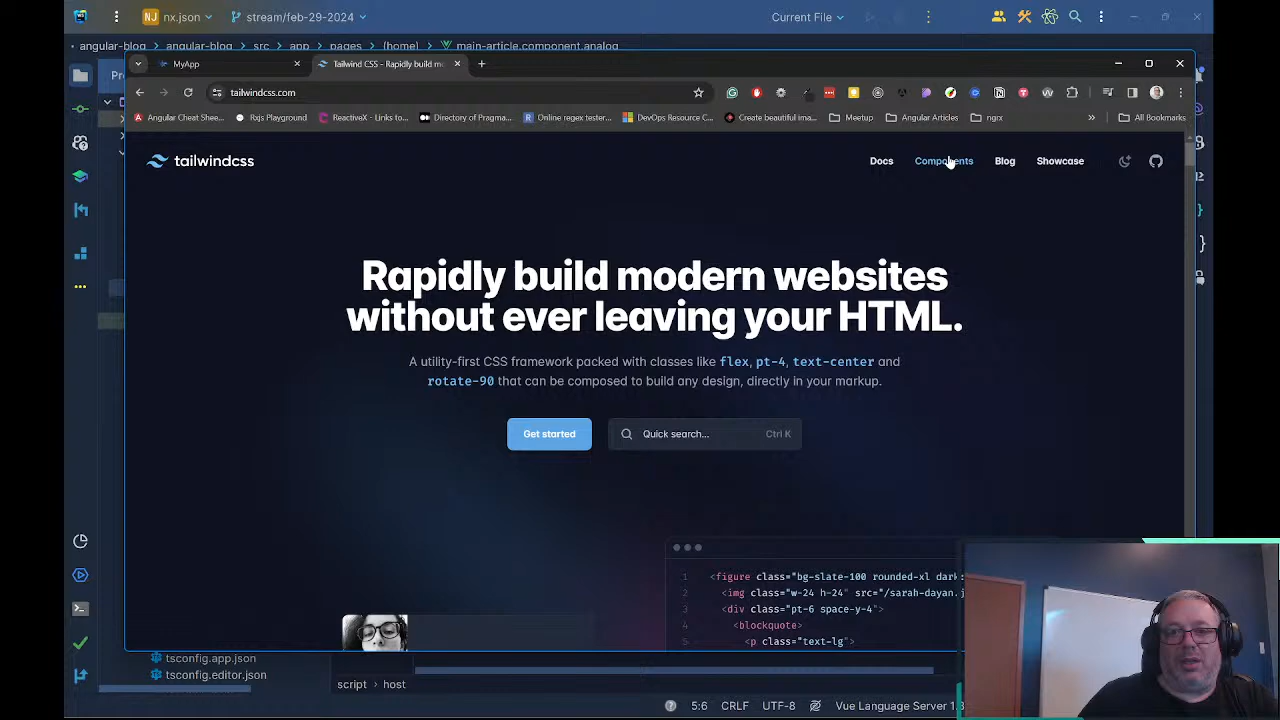 NJ nx.json
stream/feb-29-2024
Current File
angular-blog › angular-blog › src › app › pages › (home) › main-article.component.analog
Pr
MyApp
Tailwind CSS - Rapidly build mo
tailwindcss.com
Angular Cheat Shee...
Rxjs Playground
ReactiveX - Links to...
Directory of Pragma...
Online regex tester...
DevOps Resource C...
Create beautiful ima...
Meetup
Angular Articles
ngrx
»
All Bookmarks
tailwindcss
Docs
Components
Blog
Showcase
Rapidly build modern websites
without ever leaving your HTML.
A utility-first CSS framework packed with classes like flex, pt-4, text-center and
rotate-90 that can be composed to build any design, directly in your markup.
Get started
Quick search...
Ctrl K
1 <figure class="bg-slate-100 rounded-xl dark:
2 <img class="w-24 h-24" src="/sarah-dayan.j
3 <div class="pt-6 space-y-4">
4 <blockquote>
5 <p class="text-lg">
tsconfig.app.json
tsconfig.editor.json
script › host
5:6 CRLF UTF-8 Vue Language Server 1.8